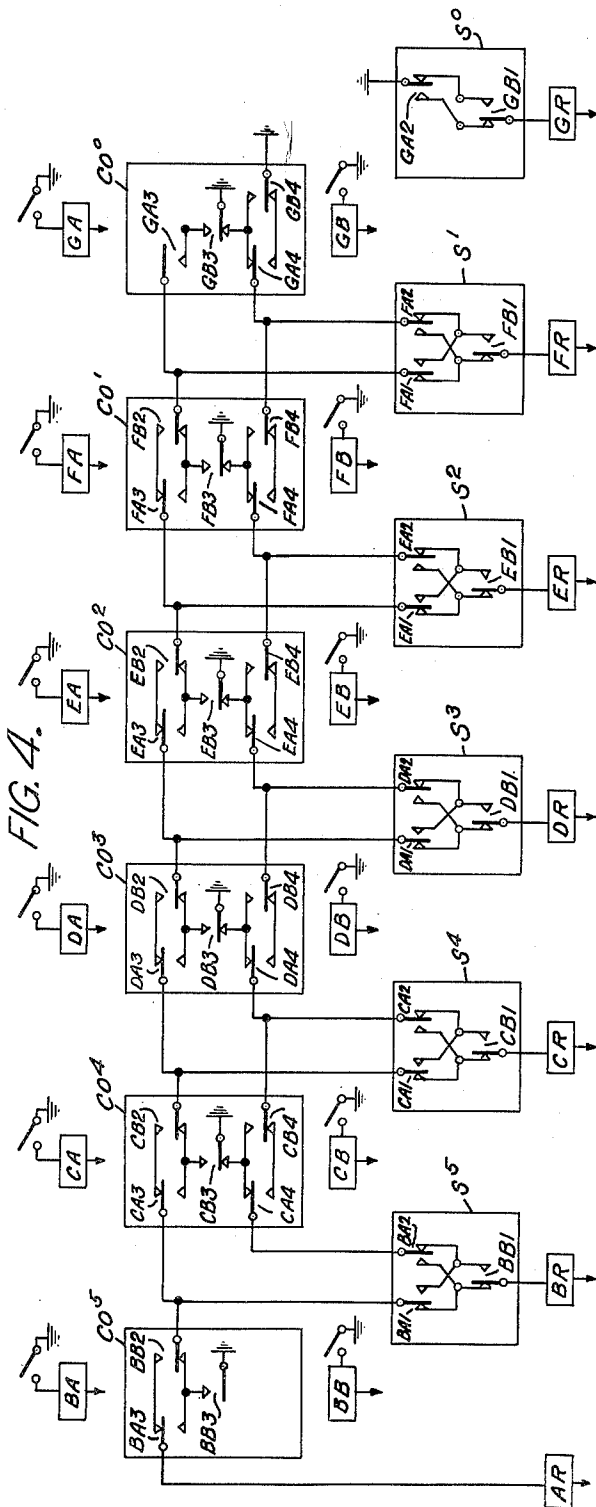 FIG. 4.
BA CA DA EA FA GA
CO⁵ CO⁴ CO³ CO² CO¹ CO⁰
BA3 BB2 CA3 CB2 DA3 DB2 EA3 EB2 FA3 FB2 GA3
BB3 CB3 DB3 EB3 FB3 GB3
CA4 CB4 DA4 DB4 EA4 EB4 FA4 FB4 GA4 GB4
BB CB DB EB FB GB
S⁵ S⁴ S³ S² S¹ S⁰
BA1 BA2 CA1 CA2 DA1 DA2 EA1 EA2 FA1 FA2 GA2
BB1 CB1 DB1 EB1 FB1 GB1
AR BR CR DR ER FR GR